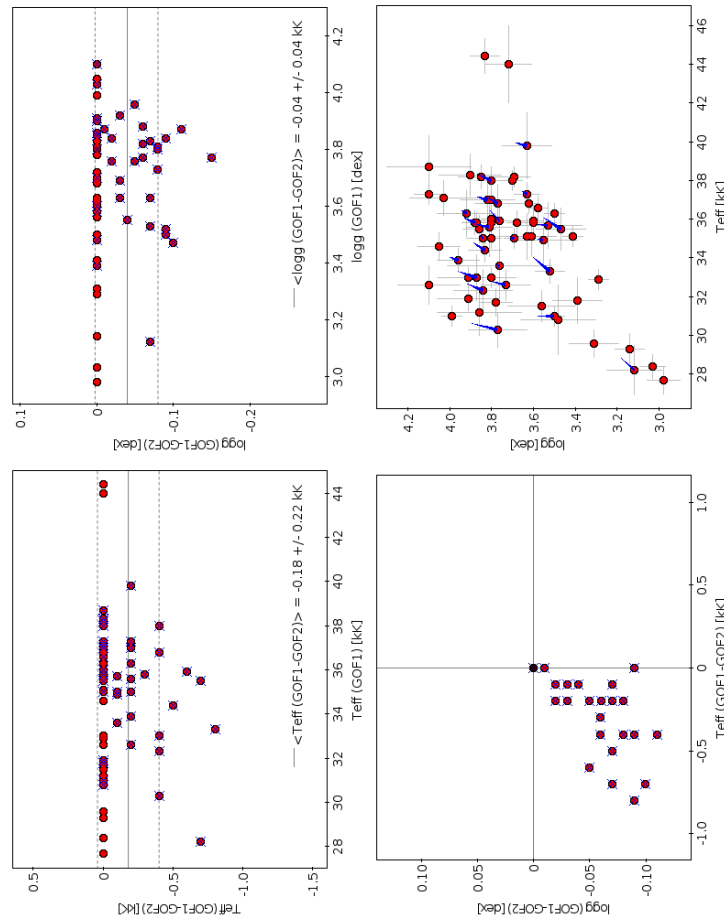 0.5
0
-0.5
-1.0
-1.5
Teff (GOF1-GOF2) [kK]
<Teff (GOF1-GOF2)> = -0.18 +/- 0.22 kK
28 30 32 34 36 38 40 42 44
Teff (GOF1) [kK]
0.1
0
-0.1
-0.2
logg (GOF1-GOF2) [dex]
<logg (GOF1-GOF2)> = -0.04 +/- 0.04 kK
3.0 3.2 3.4 3.6 3.8 4.0 4.2
logg (GOF1) [dex]
0.10
0.05
0
-0.05
-0.10
logg (GOF1-GOF2) [dex]
-1.0 -0.5 0 0.5 1.0
Teff (GOF1-GOF2) [kK]
4.2
4.0
3.8
3.6
3.4
3.2
3.0
logg [dex]
28 30 32 34 36 38 40 42 44 46
Teff [kK]